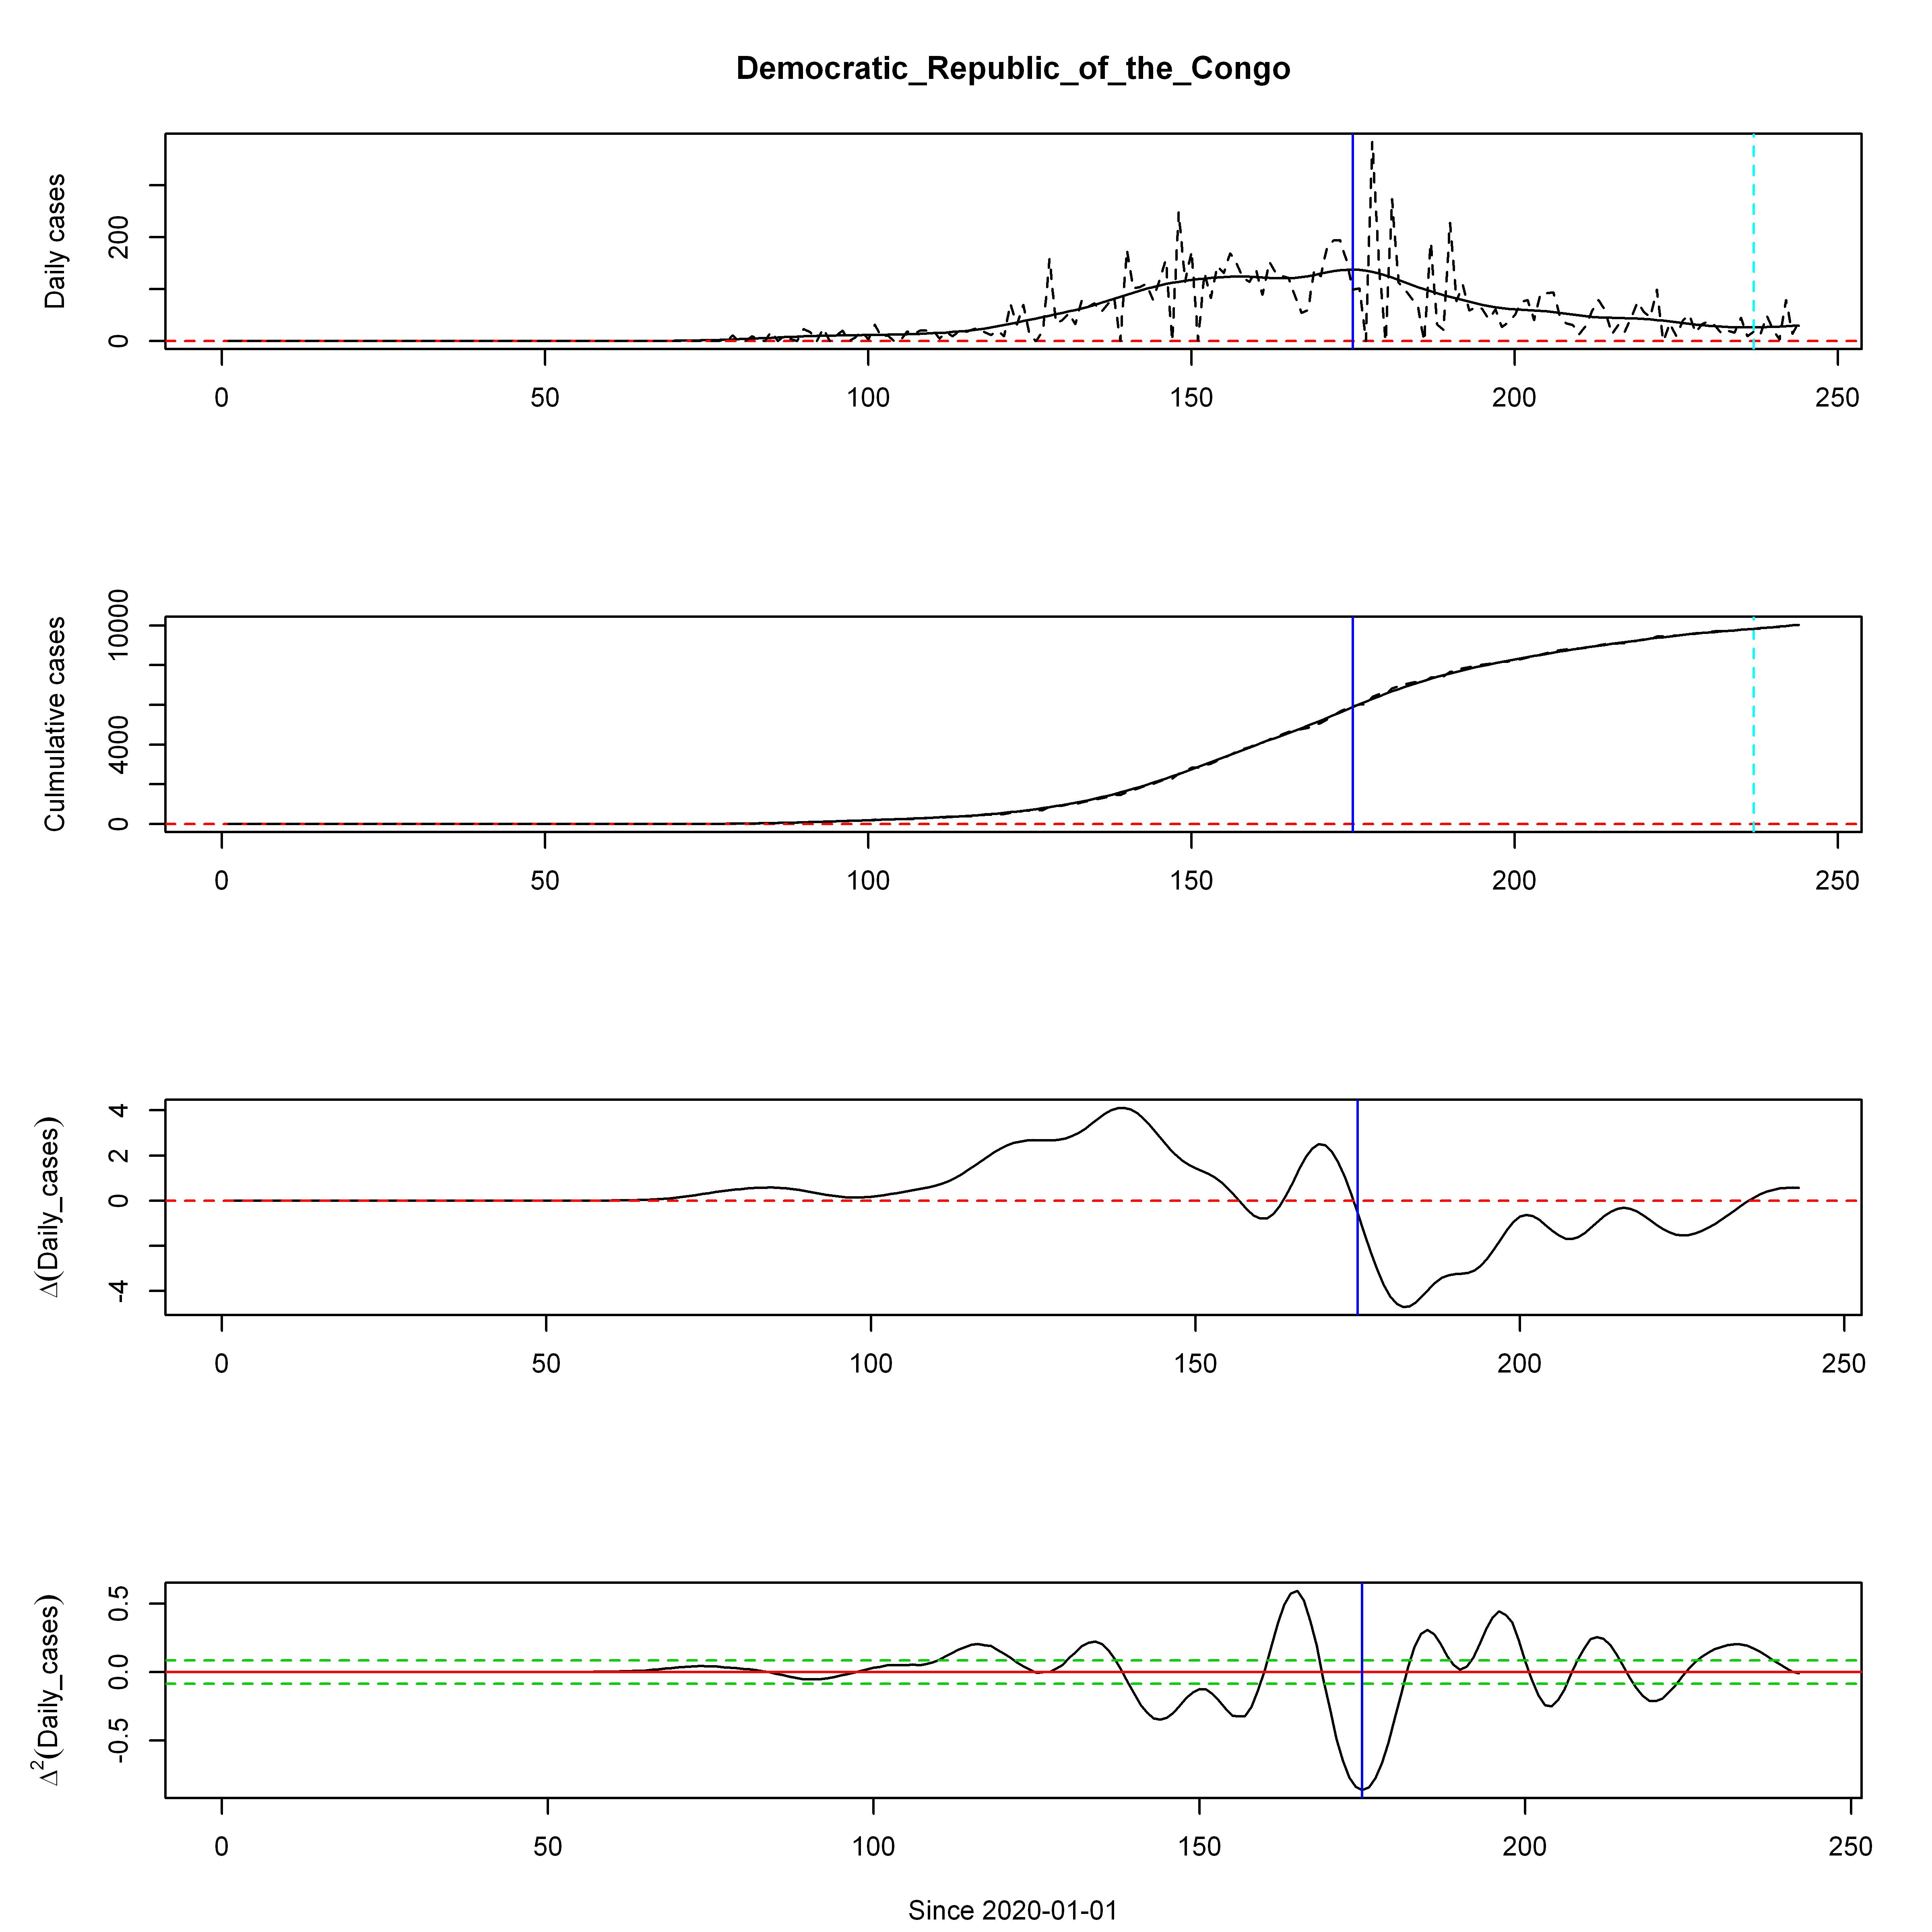 Democratic_Republic_of_the_Congo
Daily cases
0 200
0 50 100 150 200 250
Culmulative cases
0 4000 10000
0 50 100 150 200 250
Δ(Daily_cases)
-4 0 2 4
0 50 100 150 200 250
Δ²(Daily_cases)
-0.5 0.0 0.5
0 50 100 150 200 250
Since 2020-01-01